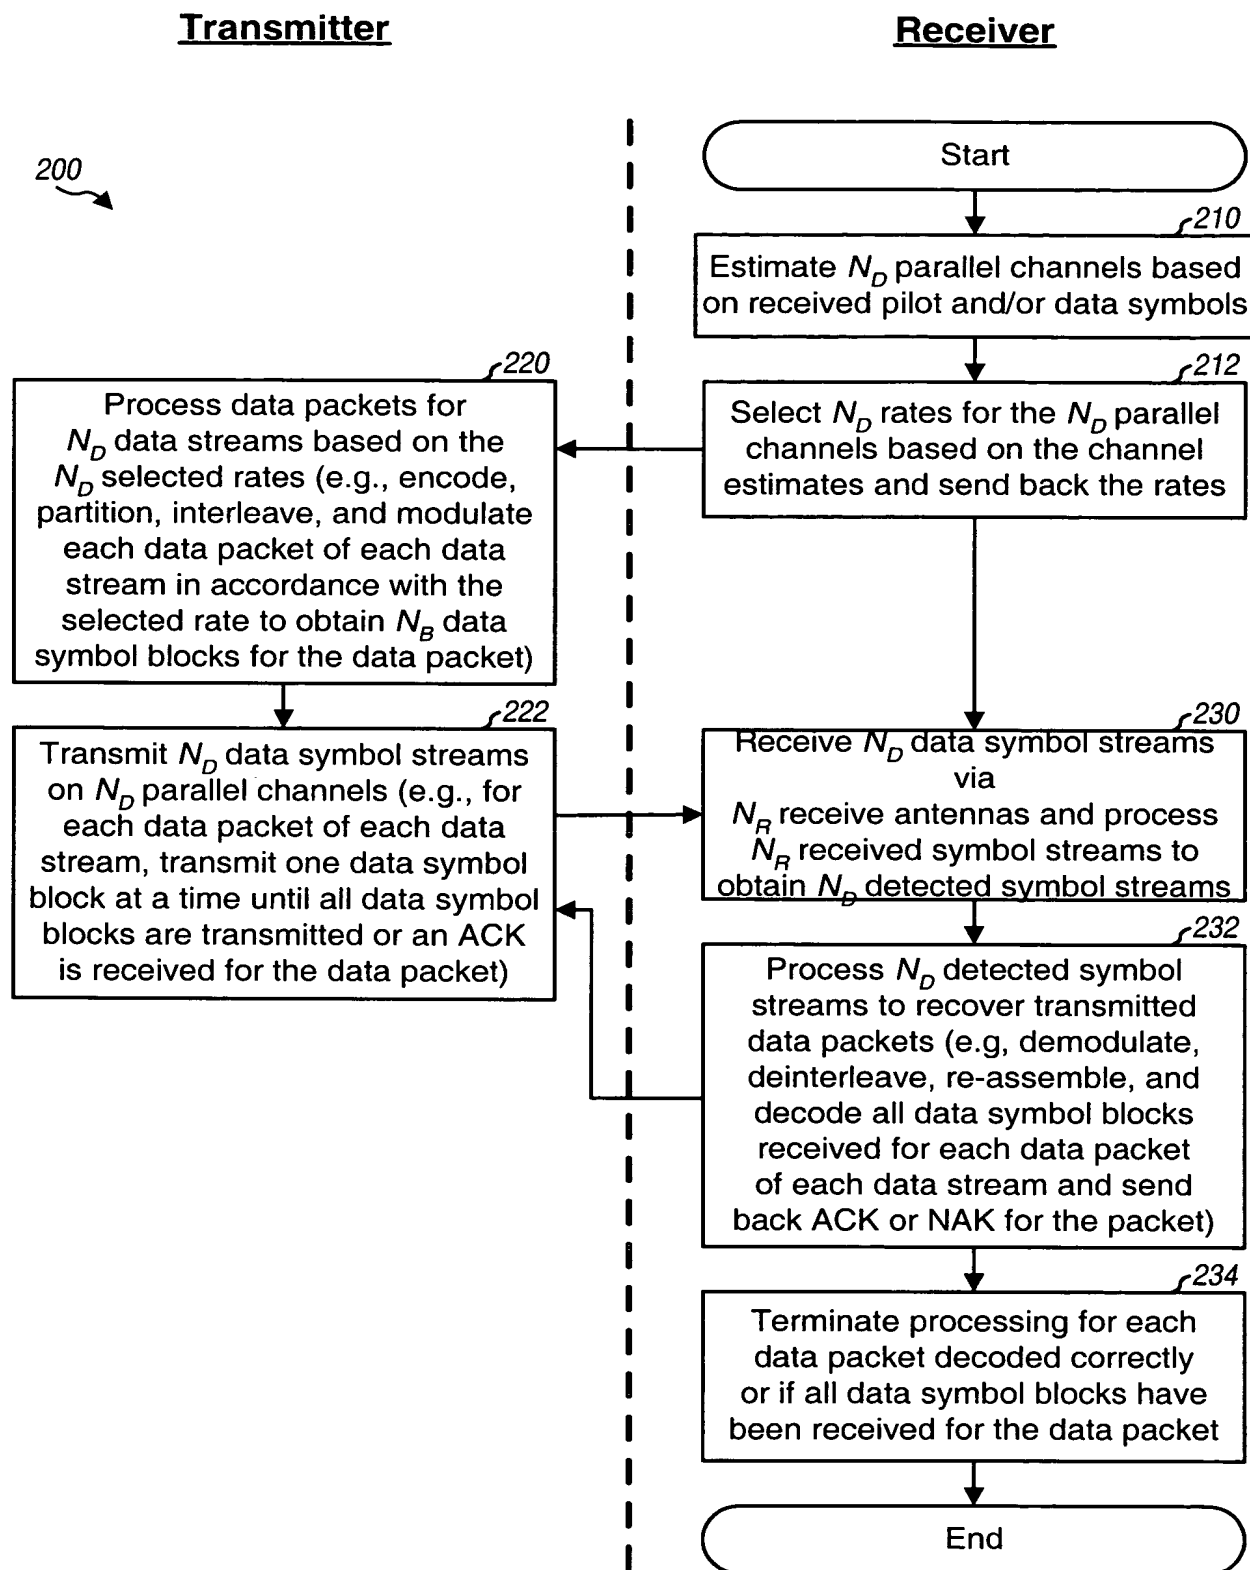 Transmitter
Receiver
200
Start
210
Estimate N_D parallel channels based
on received pilot and/or data symbols
212
Select N_D rates for the N_D parallel
channels based on the channel
estimates and send back the rates
220
Process data packets for
N_D data streams based on the
N_D selected rates (e.g., encode,
partition, interleave, and modulate
each data packet of each data
stream in accordance with the
selected rate to obtain N_B data
symbol blocks for the data packet)
222
Transmit N_D data symbol streams
on N_D parallel channels (e.g., for
each data packet of each data
stream, transmit one data symbol
block at a time until all data symbol
blocks are transmitted or an ACK
is received for the data packet)
230
Receive N_D data symbol streams
via
N_R receive antennas and process
N_R received symbol streams to
obtain N_D detected symbol streams
232
Process N_D detected symbol
streams to recover transmitted
data packets (e.g, demodulate,
deinterleave, re-assemble, and
decode all data symbol blocks
received for each data packet
of each data stream and send
back ACK or NAK for the packet)
234
Terminate processing for each
data packet decoded correctly
or if all data symbol blocks have
been received for the data packet
End